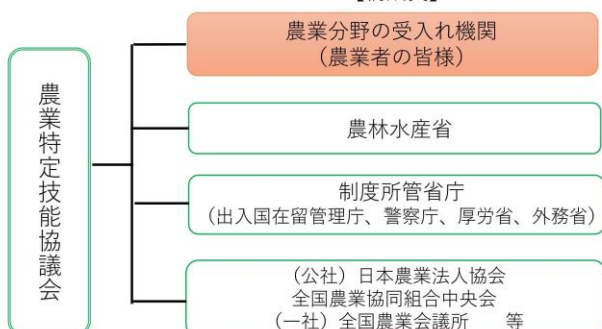 農業特定技能協議会
農業分野の受入れ機関
(農業者の皆様)
農林水産省
制度所管省庁
(出入国在留管理庁、警察庁、厚労省、外務省)
(公社)日本農業法人協会
全国農業協同組合中央会
(一社)全国農業会議所 等